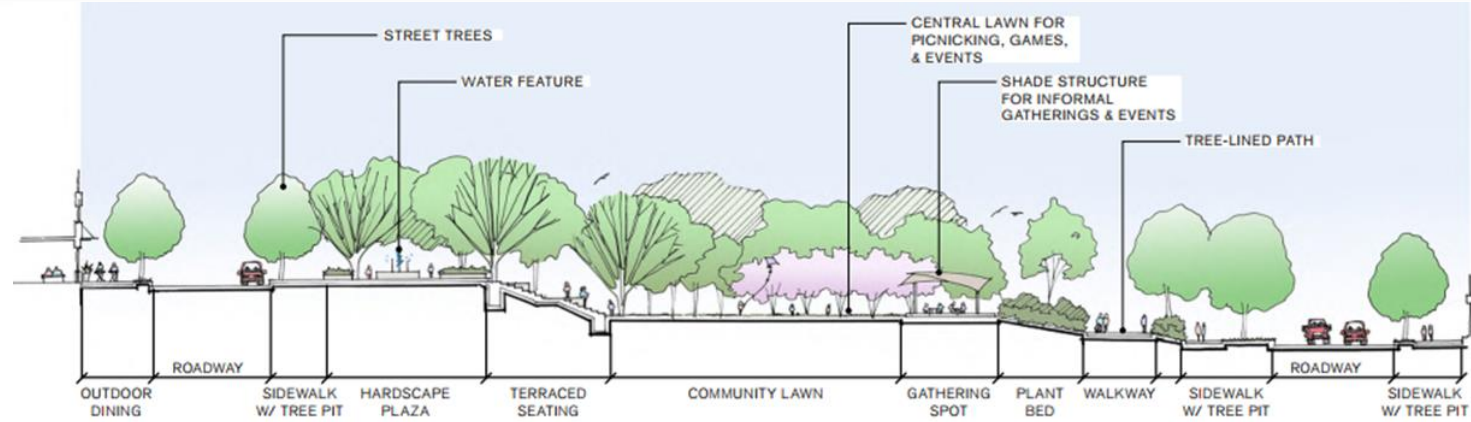 STREET TREES
WATER FEATURE
CENTRAL LAWN FOR
PICNICKING, GAMES,
& EVENTS
SHADE STRUCTURE
FOR INFORMAL
GATHERINGS & EVENTS
TREE-LINED PATH
OUTDOOR
DINING
ROADWAY
SIDEWALK
W/ TREE PIT
HARDSCAPE
PLAZA
TERRACED
SEATING
COMMUNITY LAWN
GATHERING
SPOT
PLANT
BED
WALKWAY
SIDEWALK
W/ TREE PIT
ROADWAY
SIDEWALK
W/ TREE PIT